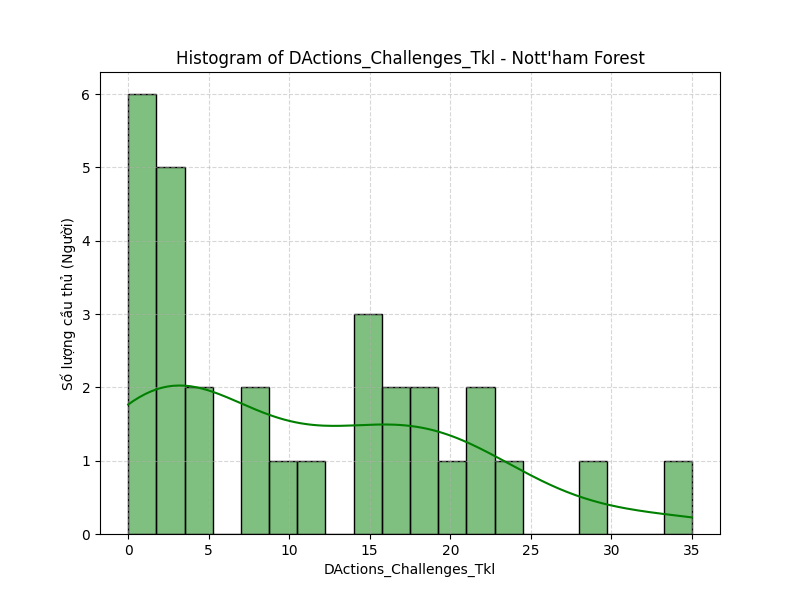 Histogram of DActions_Challenges_Tkl - Nott'ham Forest
Số lượng cầu thủ (Người)
6
5
4
3
2
1
0
0 5 10 15 20 25 30 35
DActions_Challenges_Tkl